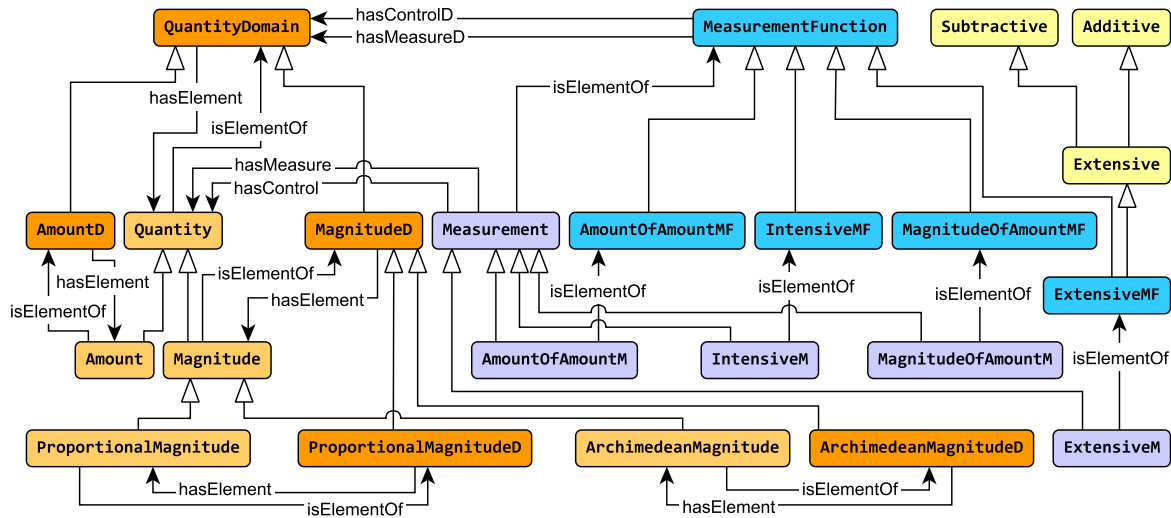 QuantityDomain
hasControlD
hasMeasureD
MeasurementFunction
Subtractive
Additive
hasElement
isElementOf
isElementOf
hasMeasure
hasControl
Extensive
AmountD
Quantity
MagnitudeD
Measurement
AmountOfAmountMF
IntensiveMF
MagnitudeOfAmountMF
hasElement
isElementOf
isElementOf
hasElement
isElementOf
isElementOf
isElementOf
ExtensiveMF
Amount
Magnitude
AmountOfAmountM
IntensiveM
MagnitudeOfAmountM
isElementOf
ProportionalMagnitude
ProportionalMagnitudeD
ArchimedeanMagnitude
ArchimedeanMagnitudeD
ExtensiveM
hasElement
isElementOf
isElementOf
hasElement